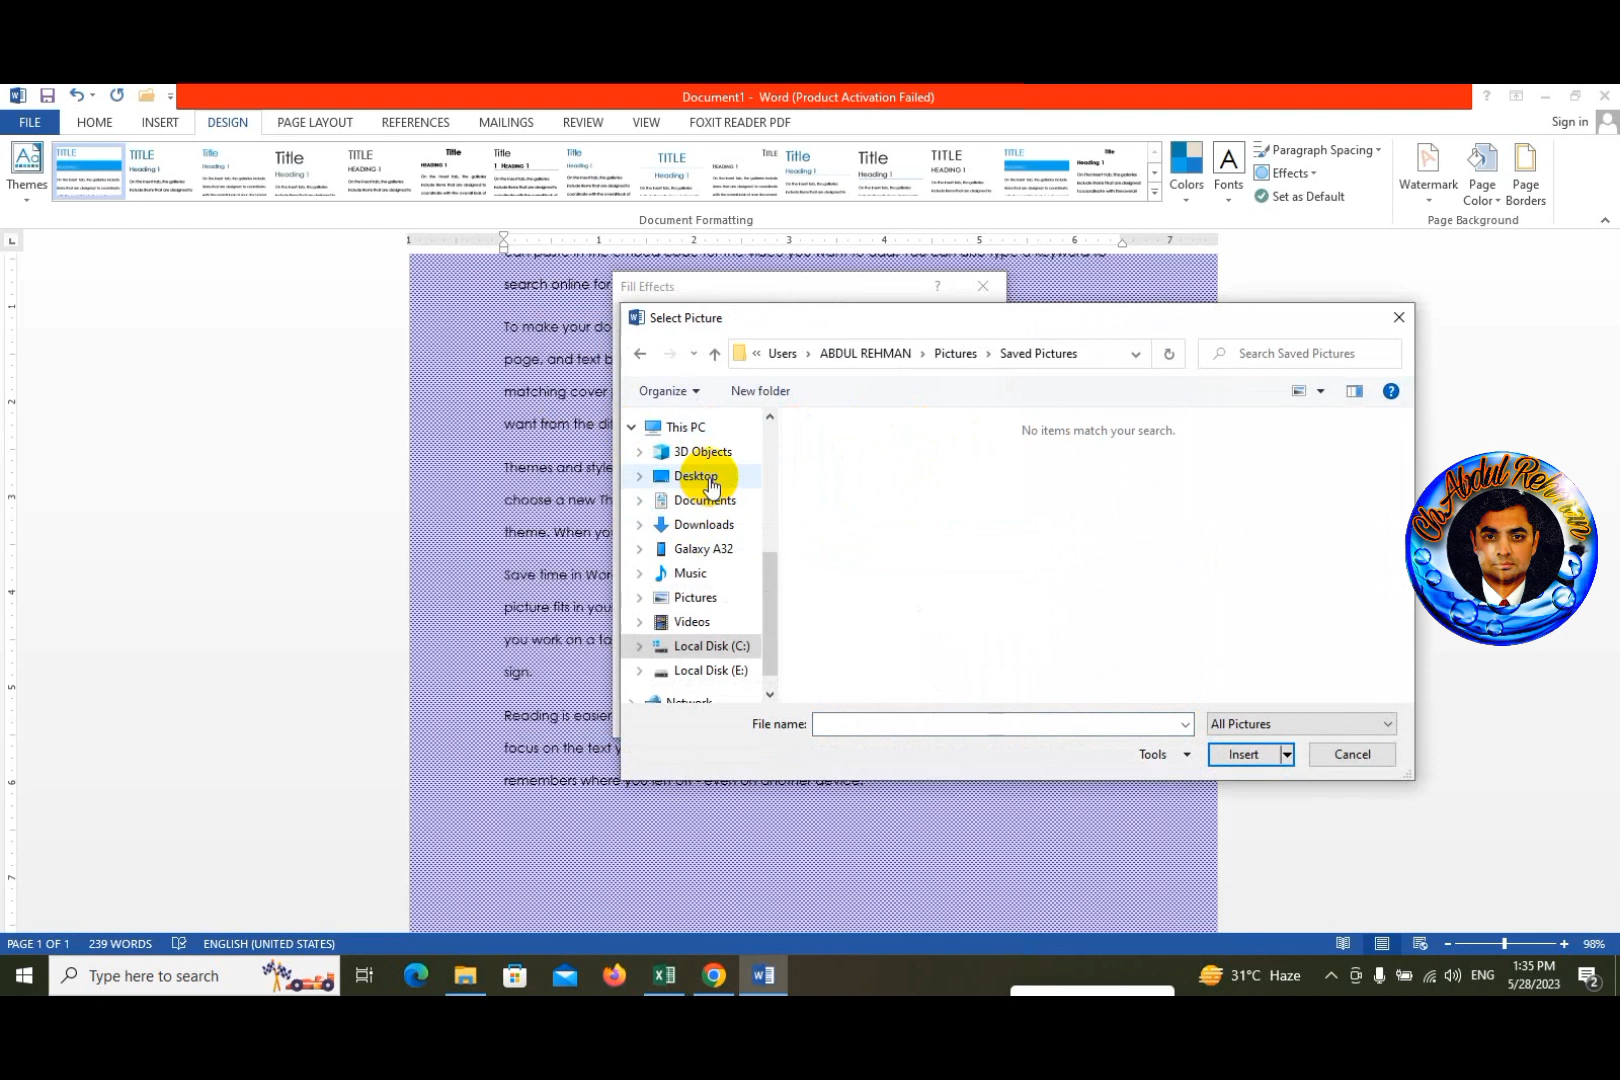 Document1 - Word (Product Activation Failed)
FILE HOME INSERT DESIGN PAGE LAYOUT REFERENCES MAILINGS REVIEW VIEW FOXIT READER PDF Sign in
Themes
Colors
Fonts
Paragraph Spacing
Effects
Set as Default
Watermark
Page Color
Page Borders
Document Formatting
Page Background
search online for
To make your do
page, and text b
matching cover
want from the di
Themes and style
choose a new Th
theme. When you
Save time in Wor
picture fits in you
you work on a ta
sign.
Reading is easier
focus on the text y
remembers where you left off - even on another device.
Fill Effects
Select Picture
Users > ABDUL REHMAN > Pictures > Saved Pictures
Search Saved Pictures
Organize New folder
This PC
3D Objects
Desktop
Documents
Downloads
Galaxy A32
Music
Pictures
Videos
Local Disk (C:)
Local Disk (E:)
Network
No items match your search.
File name:
All Pictures
Tools Insert Cancel
Ch Abdul Rehman
PAGE 1 OF 1 239 WORDS ENGLISH (UNITED STATES) 98%
Type here to search
31°C Haze
ENG
1:35 PM
5/28/2023
2